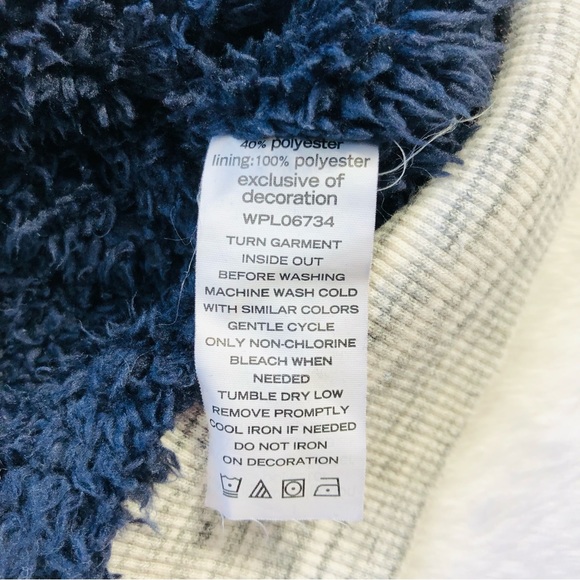 40% polyester
lining:100% polyester
exclusive of
decoration
WPL06734
TURN GARMENT
INSIDE OUT
BEFORE WASHING
MACHINE WASH COLD
WITH SIMILAR COLORS
GENTLE CYCLE
ONLY NON-CHLORINE
BLEACH WHEN
NEEDED
TUMBLE DRY LOW
REMOVE PROMPTLY
COOL IRON IF NEEDED
DO NOT IRON
ON DECORATION